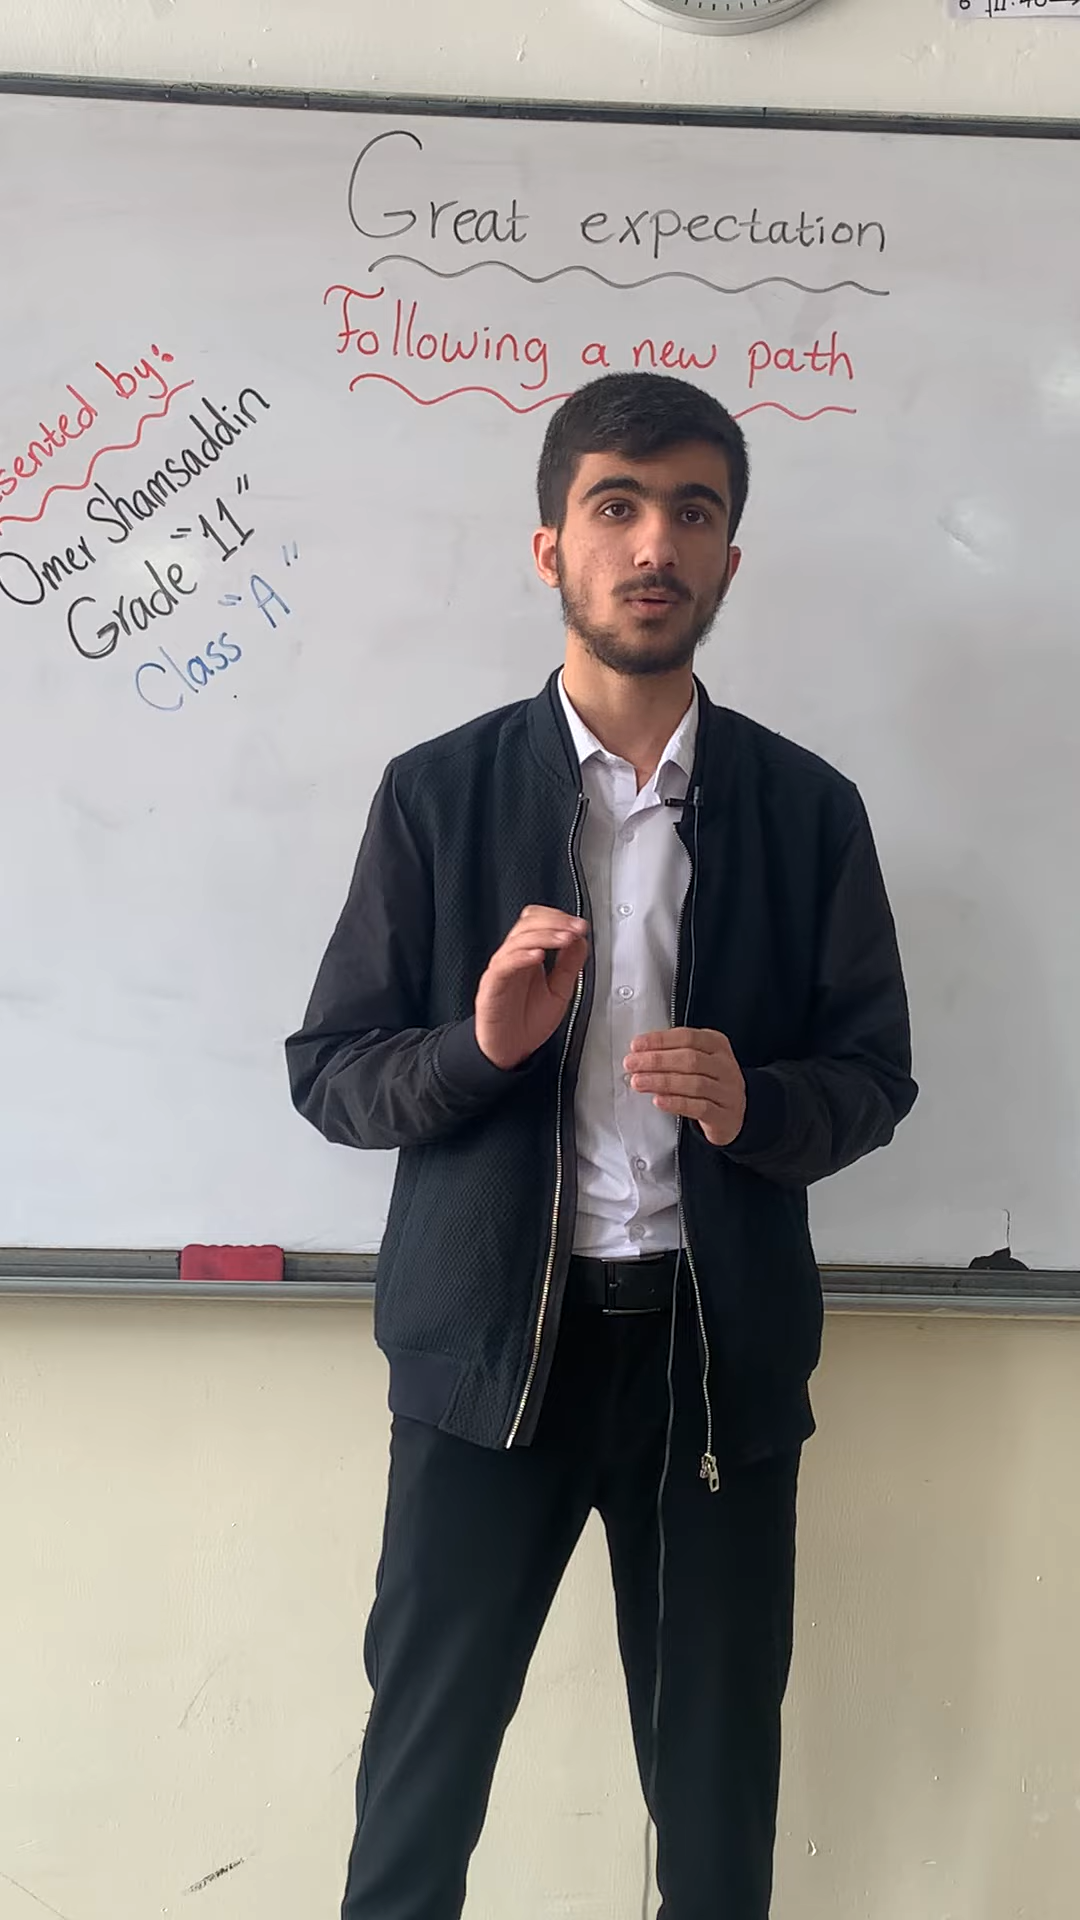 Great expectation
Following a new path
sented by:
Omer Shamsaddin
Grade "11"
Class "A"